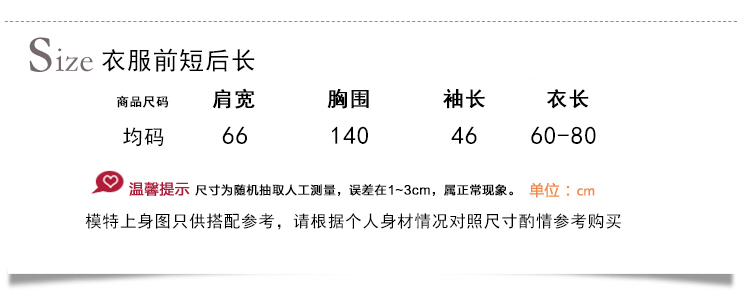 Size 衣服前短后长
商品尺码 肩宽 胸围 袖长 衣长
均码 66 140 46 60-80
温馨提示 尺寸为随机抽取人工测量，误差在1~3cm，属正常现象。 单位：cm
模特上身图只供搭配参考，请根据个人身材情况对照尺寸酌情参考购买